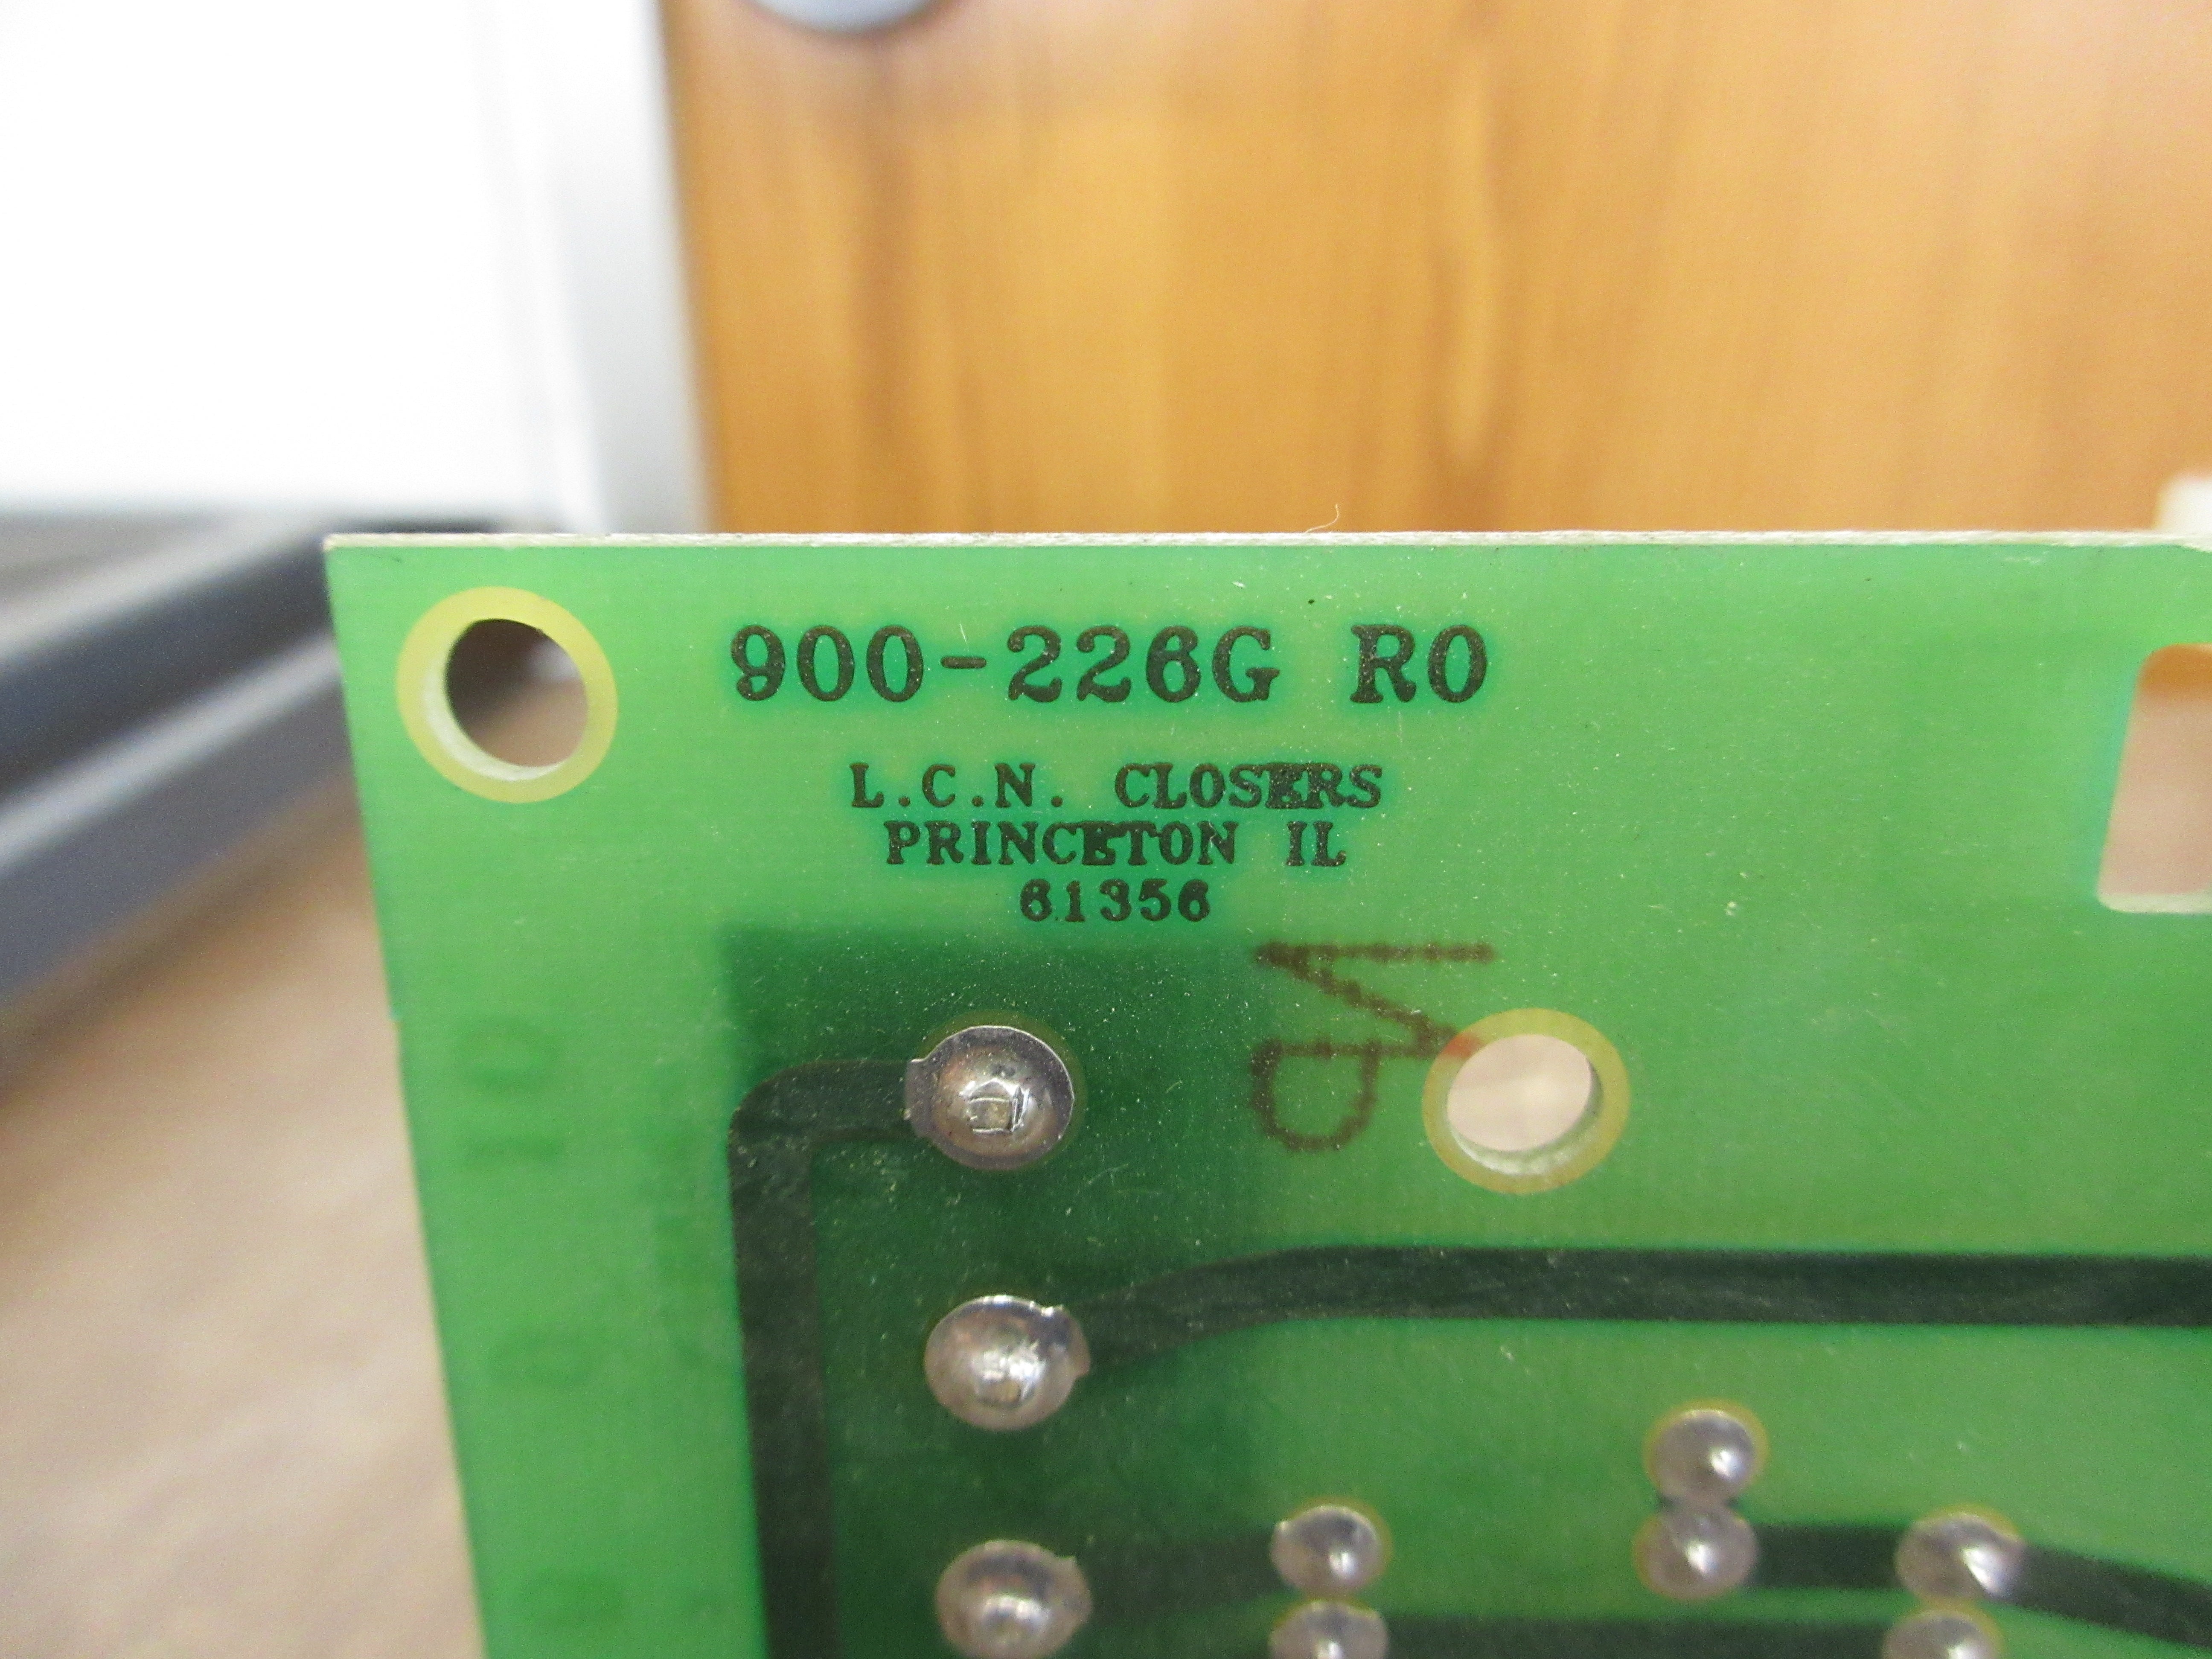 900-226G R0
L.C.N. CLOSERS
PRINCETON IL
61356